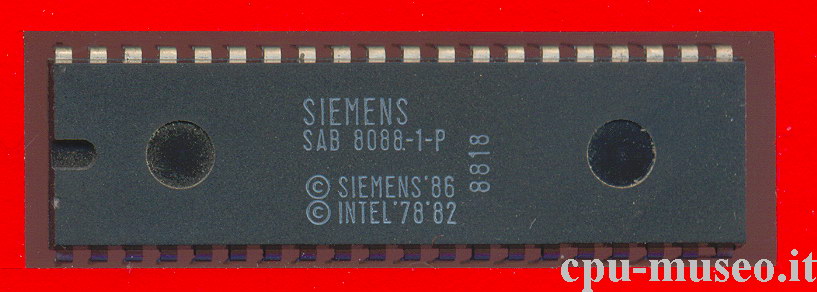 SIEMENS
SAB 8088-1-P
8818
© SIEMENS'86
© INTEL'78'82
cpu-museo.it